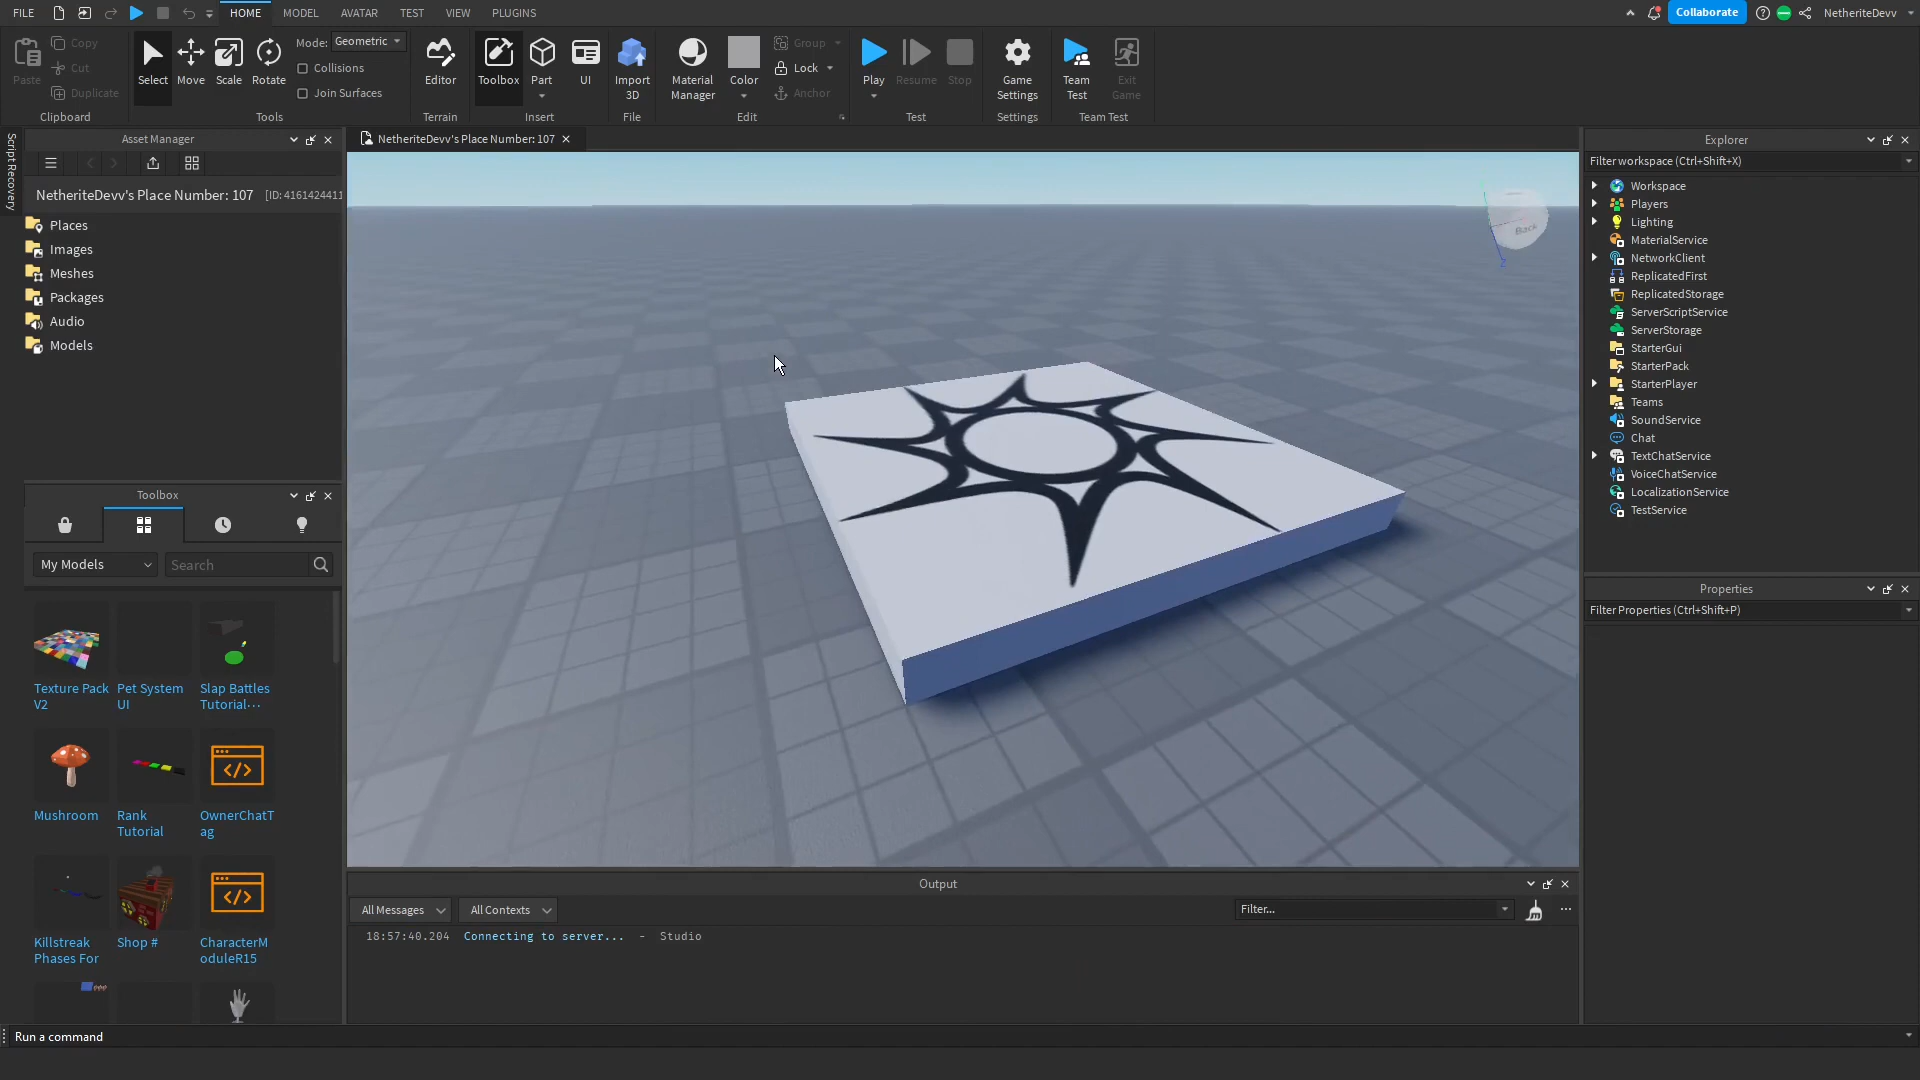 FILE HOME MODEL AVATAR TEST VIEW PLUGINS Collaborate NetheriteDevv
Paste Copy Cut Duplicate
Clipboard
Select Move Scale Rotate
Mode: Geometric
Collisions
Join Surfaces
Tools
Editor
Terrain
Toolbox Part UI
Insert
Import
3D
File
Material
Manager
Color
Group
Lock
Anchor
Edit
Play Resume Stop
Test
Game
Settings
Settings
Team
Test
Exit
Game
Team Test
Script Recovery
Asset Manager
NetheriteDevv's Place Number: 107 [ID: 4161424411
Places
Images
Meshes
Packages
Audio
Models
Toolbox
My Models Search
Texture Pack
V2
Pet System
UI
Slap Battles
Tutorial...
Mushroom
Rank
Tutorial
OwnerChatT
ag
Killstreak
Phases For
Shop #
CharacterM
oduleR15
NetheriteDevv's Place Number: 107
Back
Z
Output
All Messages All Contexts Filter...
18:57:40.204 Connecting to server... - Studio
Explorer
Filter workspace (Ctrl+Shift+X)
Workspace
Players
Lighting
MaterialService
NetworkClient
ReplicatedFirst
ReplicatedStorage
ServerScriptService
ServerStorage
StarterGui
StarterPack
StarterPlayer
Teams
SoundService
Chat
TextChatService
VoiceChatService
LocalizationService
TestService
Properties
Filter Properties (Ctrl+Shift+P)
Run a command